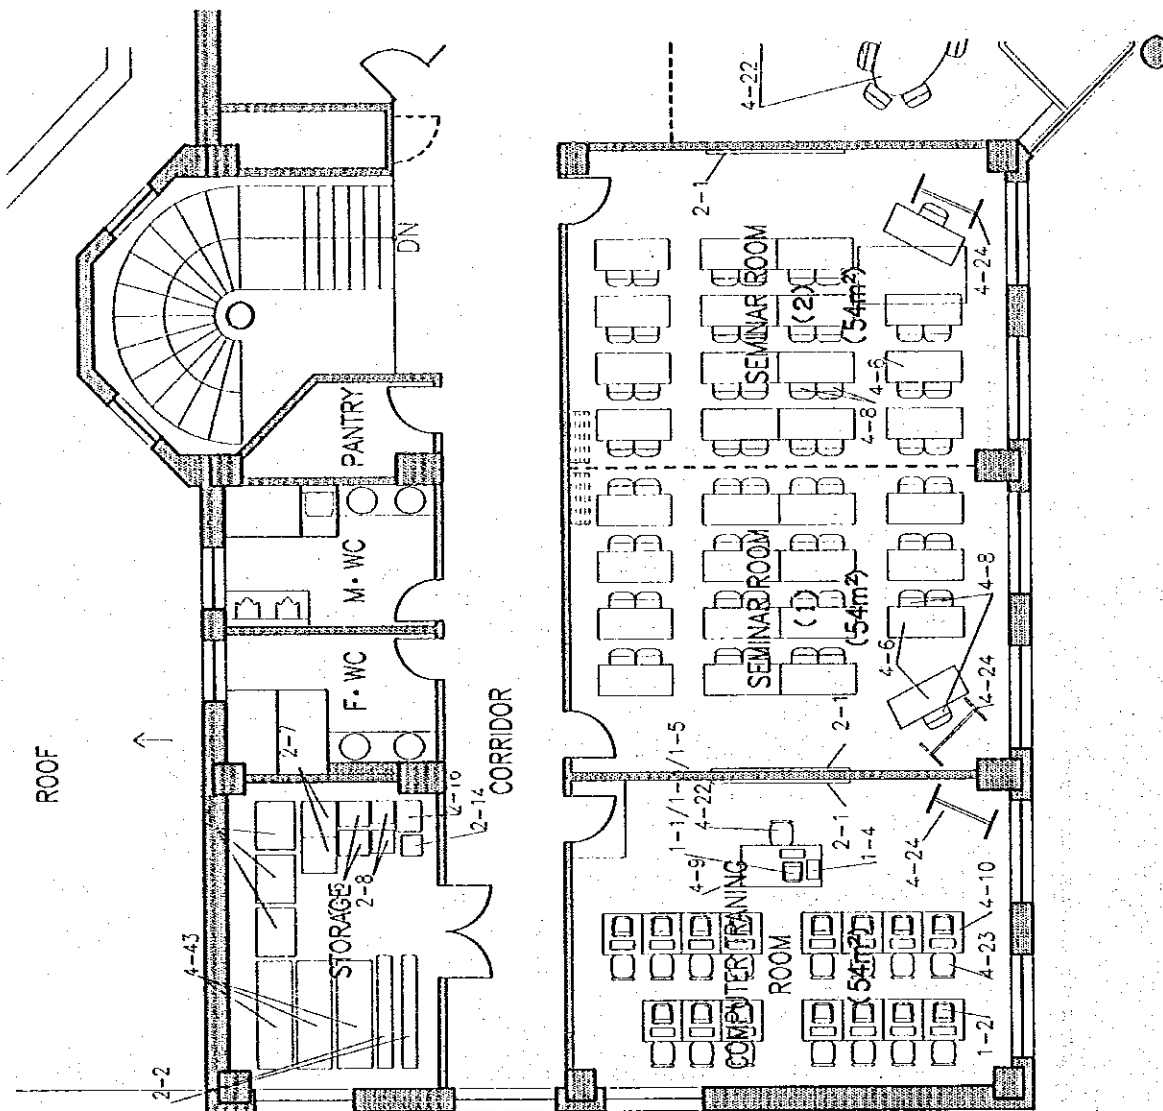 ROOF
2-2
4-43
STORAGE
2-7
2-8
2-14
F·WC
M·WC
PANTRY
DN
CORRIDOR
4-22
2-1
SEMINAR ROOM
(2)
(54m²)
4-24
4-8
4-6
SEMINAR ROOM
(1)
(54m²)
4-8
4-6
4-24
2-1
4-22
4-9
2-1
1-4
4-24
COMPUTER TRANING
ROOM
(54m²)
4-10
4-23
1-2